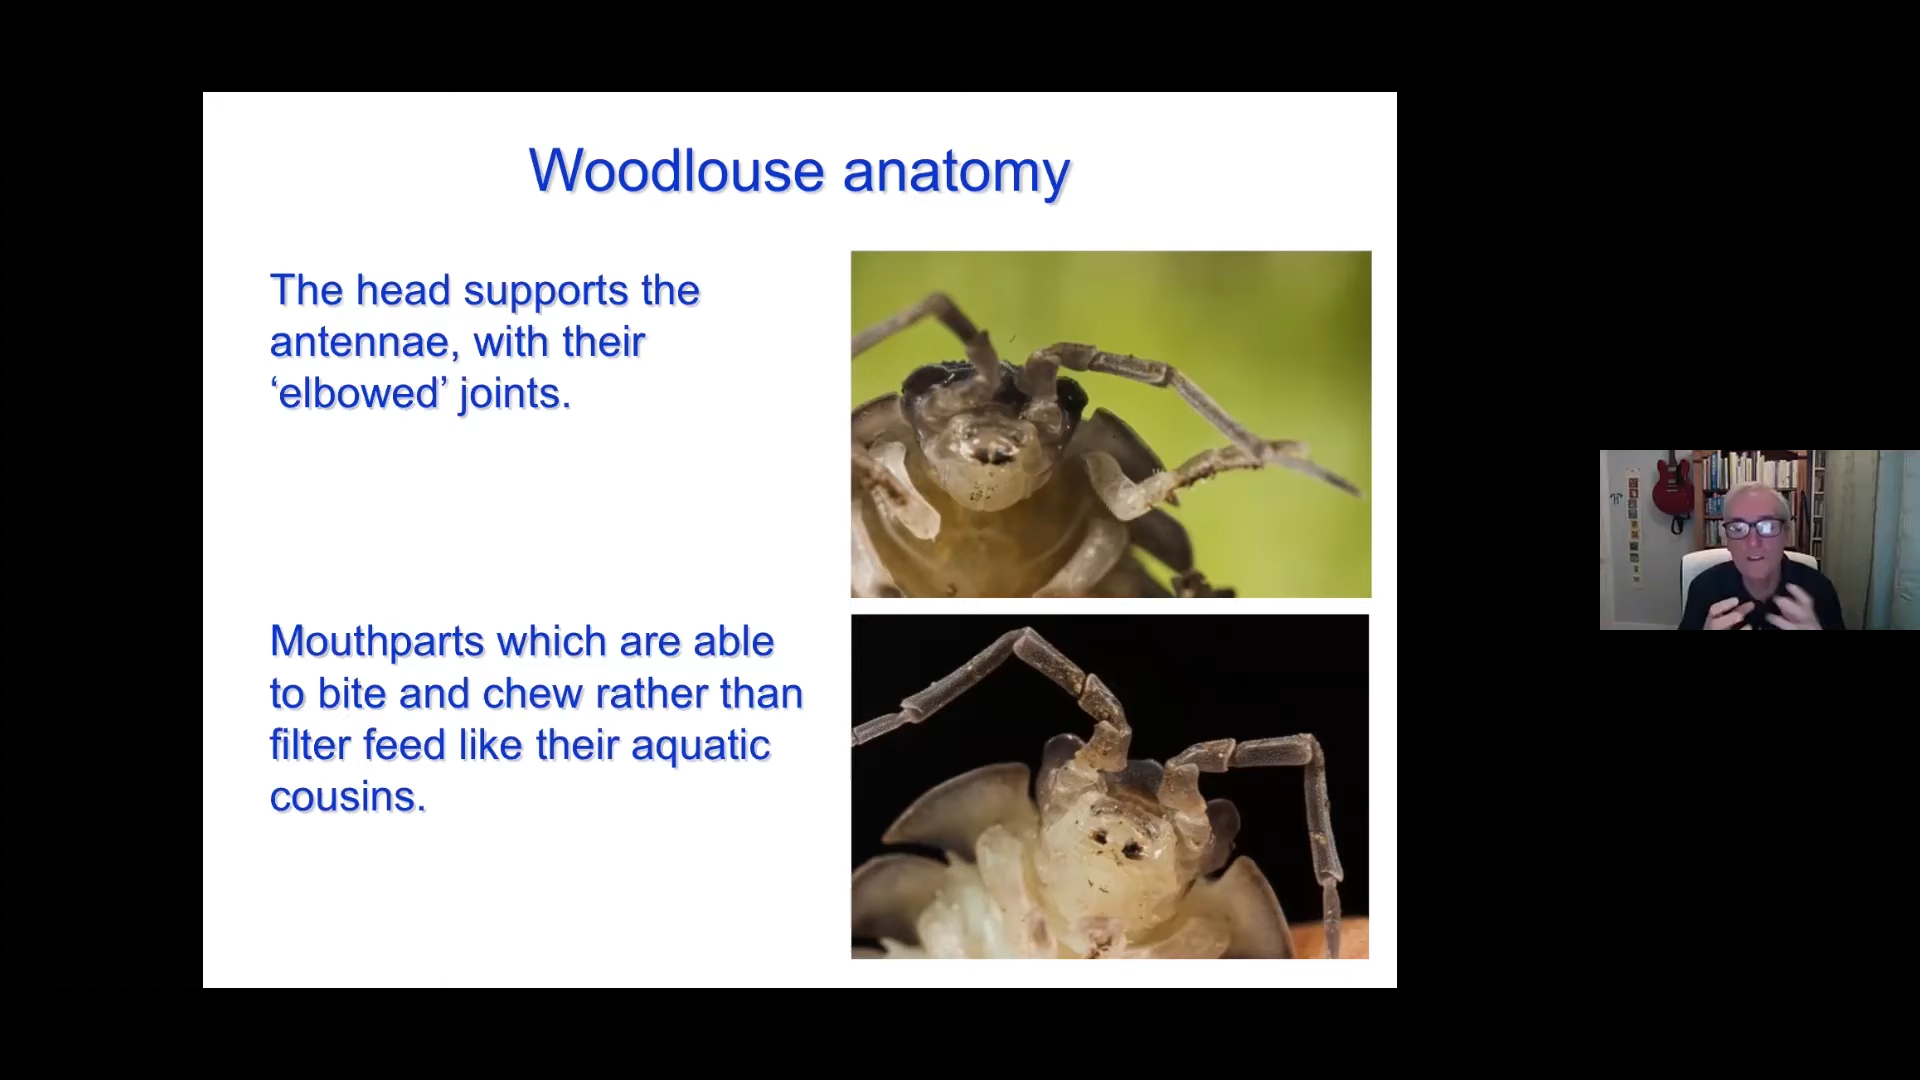 Woodlouse anatomy
The head supports the
antennae, with their
‘elbowed’ joints.
Mouthparts which are able
to bite and chew rather than
filter feed like their aquatic
cousins.